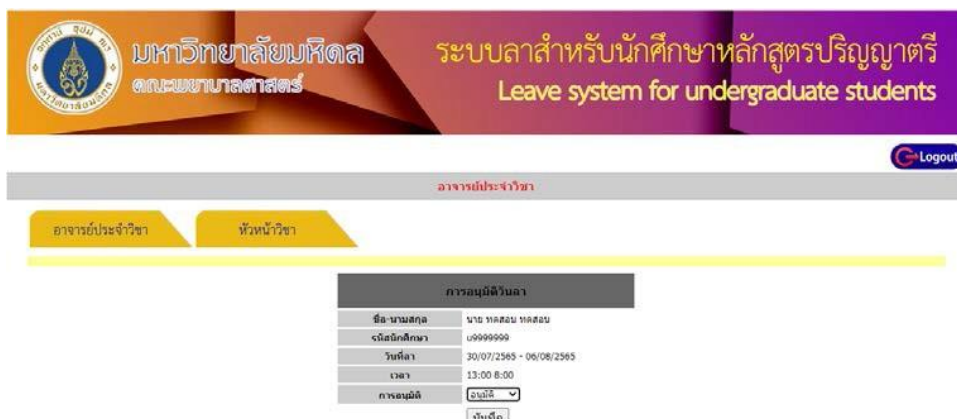 มหาวิทยาลัยมหิดล
คณะพยาบาลศาสตร์
ระบบลาสำหรับนักศึกษาหลักสูตรปริญญาตรี
Leave system for undergraduate students
Logout
อาจารย์ประจำวิชา
อาจารย์ประจำวิชา หัวหน้าวิชา
การอนุมัติวันลา
ชื่อ-นามสกุล นาย ทดสอบ ทดสอบ
รหัสนักศึกษา u9999999
วันที่ลา 30/07/2565 - 06/08/2565
เวลา 13:00 8:00
การอนุมัติ อนุมัติ
บันทึก